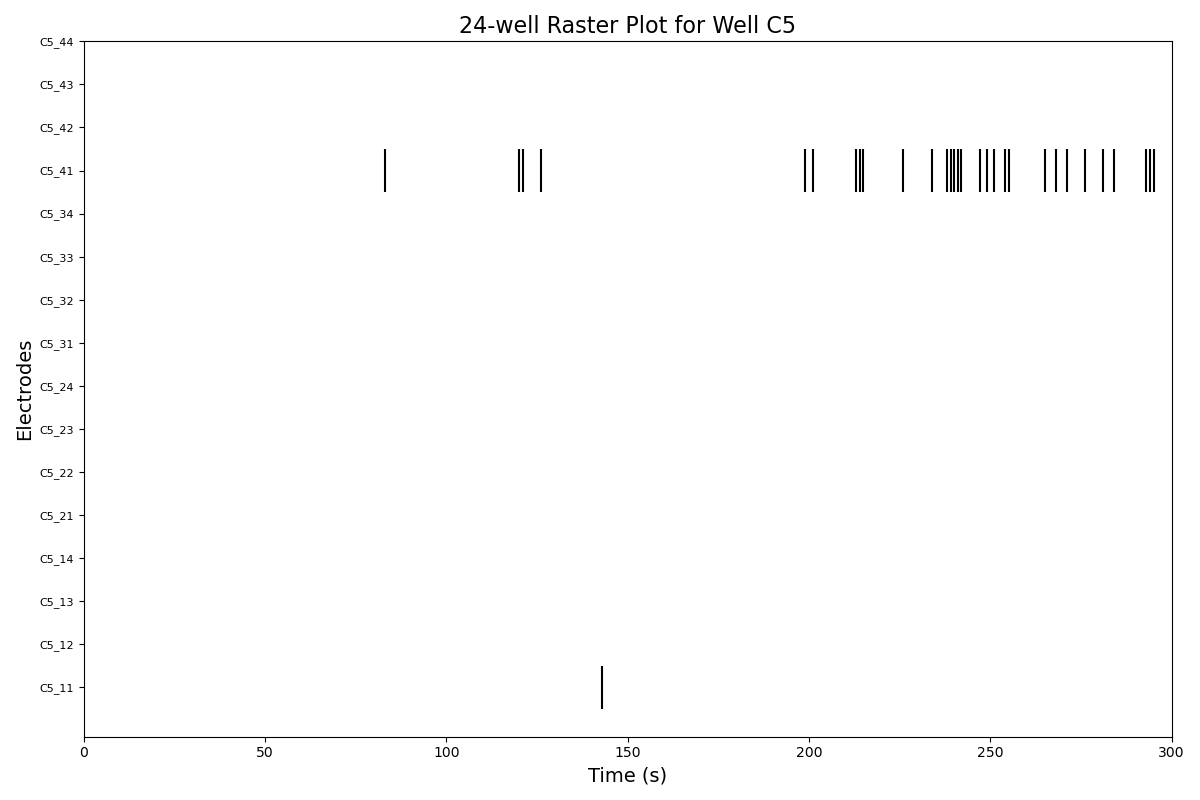 24-well Raster Plot for Well C5
C5_44
C5_43
C5_42
C5_41
C5_34
C5_33
C5_32
C5_31
C5_24
C5_23
C5_22
C5_21
C5_14
C5_13
C5_12
C5_11
Electrodes
0 50 100 150 200 250 300
Time (s)